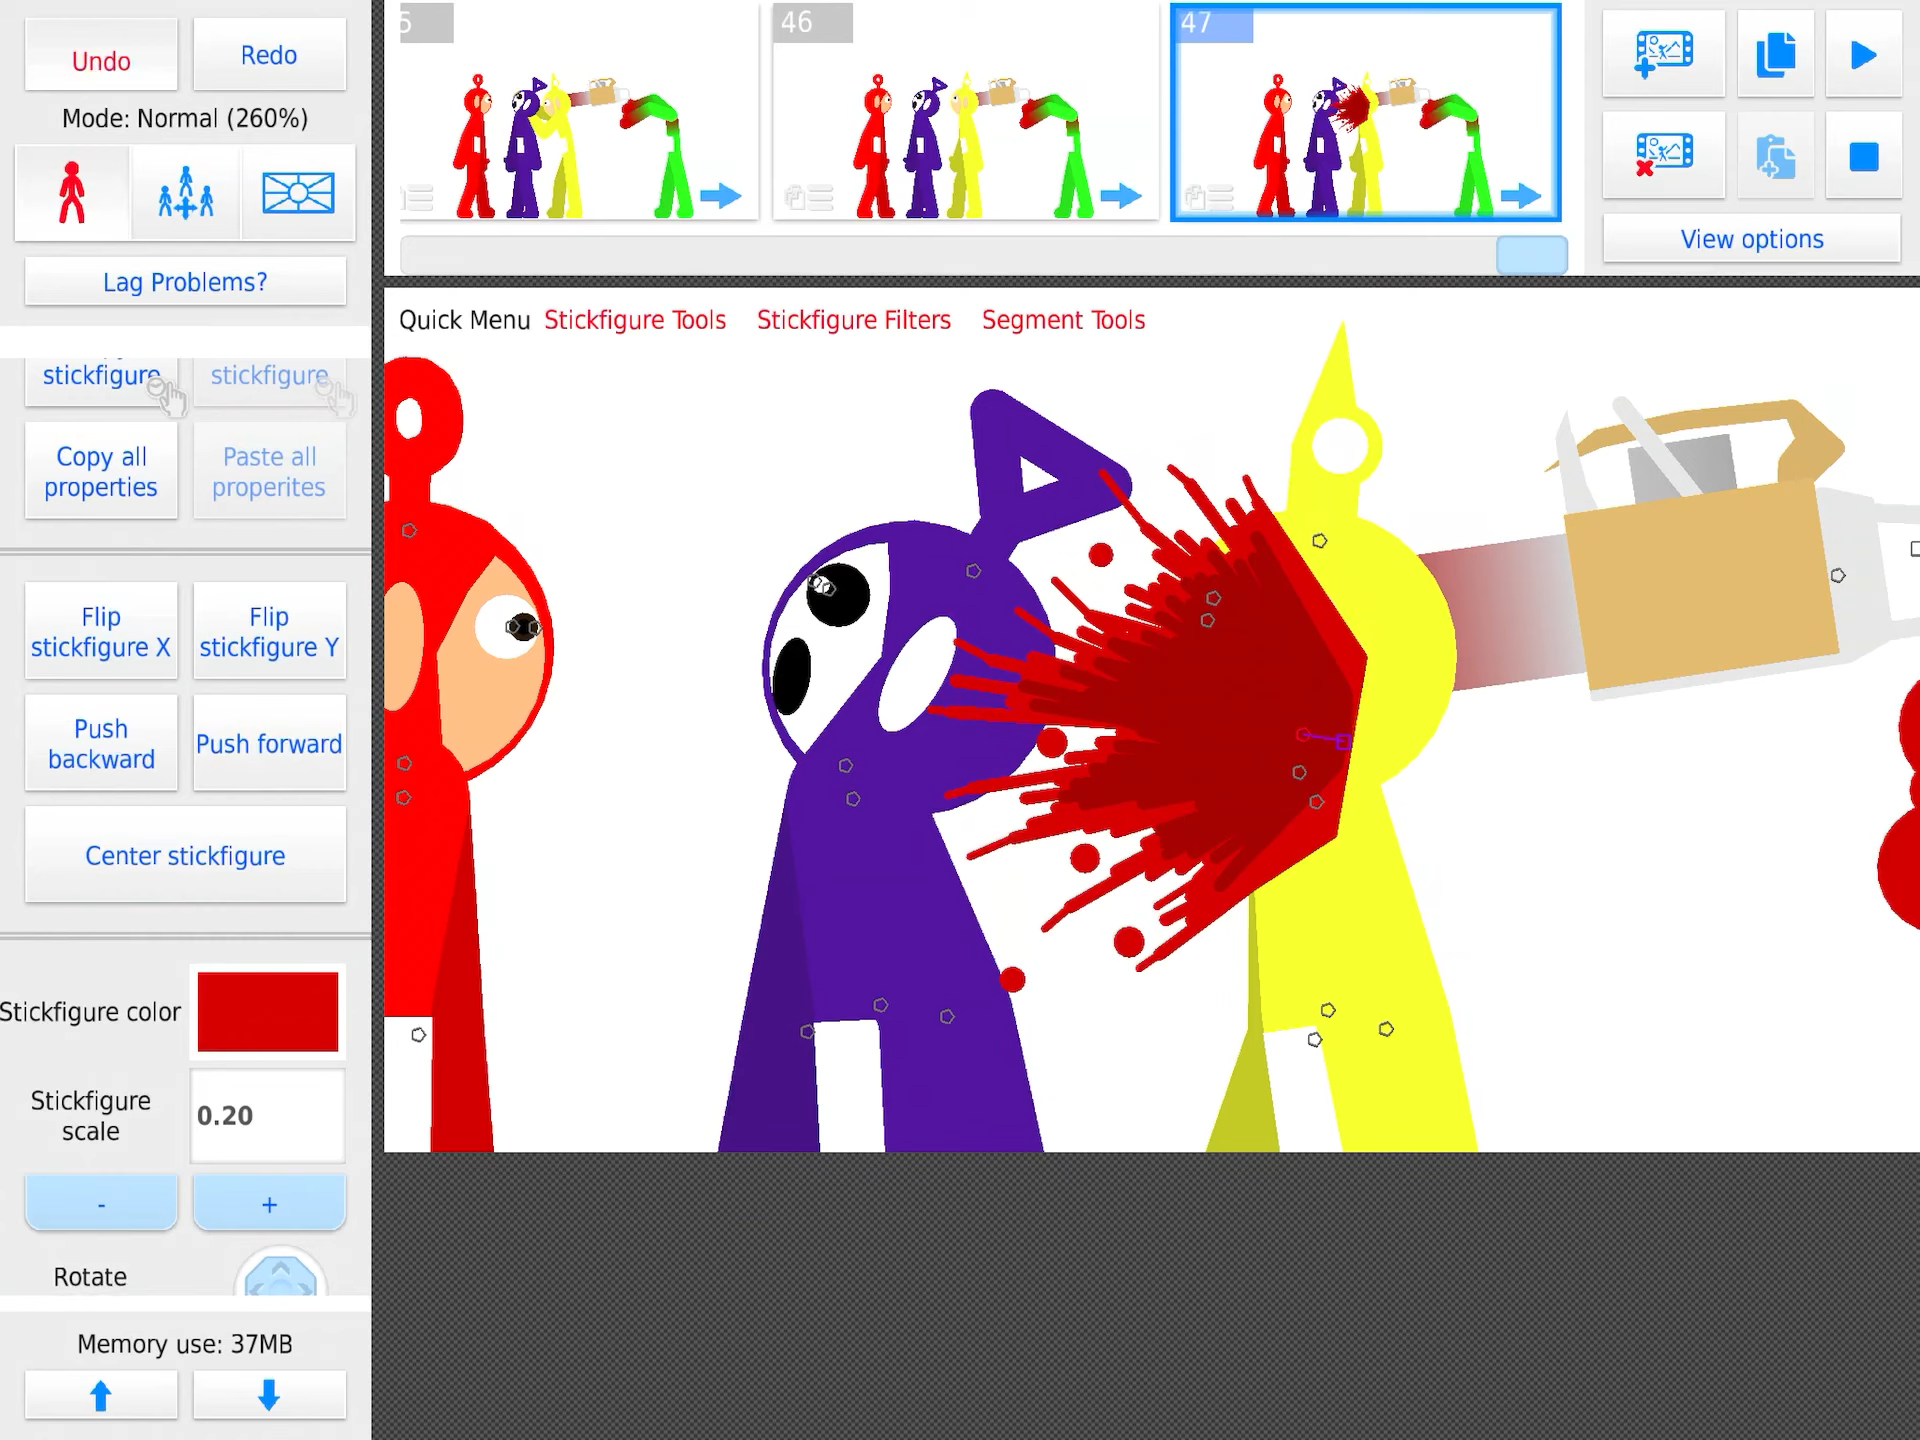 Undo
Redo
Mode: Normal (260%)
Lag Problems?
stickfigure
stickfigure
Copy all
properties
Paste all
properites
Flip
stickfigure X
Flip
stickfigure Y
Push
backward
Push forward
Center stickfigure
Stickfigure color
Stickfigure
scale
0.20
-
+
Rotate
Memory use: 37MB
5
46
47
View options
Quick Menu
Stickfigure Tools
Stickfigure Filters
Segment Tools